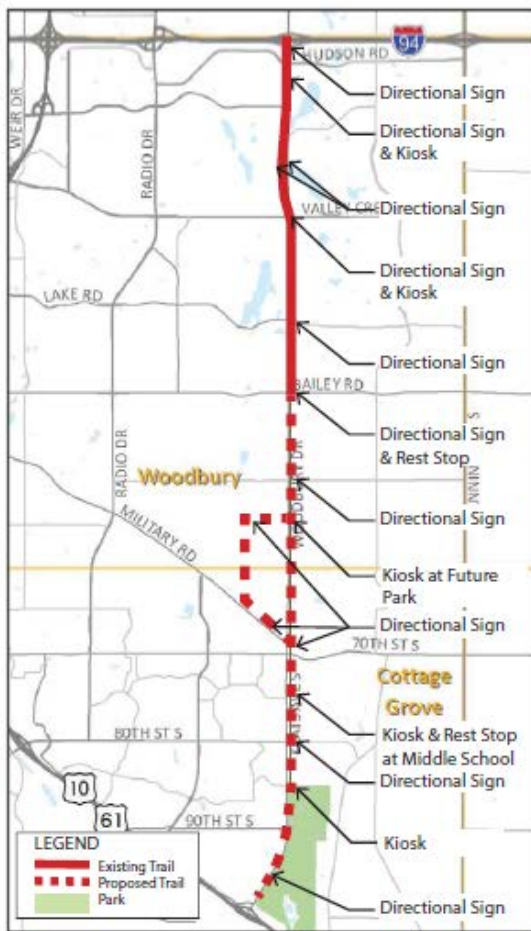 94
HUDSON RD
WEIR DR
RADIO DR
Directional Sign
Directional Sign
& Kiosk
Directional Sign
VALLEY CRE
Directional Sign
& Kiosk
LAKE RD
Directional Sign
BAILEY RD
Directional Sign
& Rest Stop
S
NNIN
RADIO DR
Woodbury
WOODBURY DR
Directional Sign
MILITARY RD
Kiosk at Future
Park
Directional Sign
70TH ST S
Cottage
Grove
Kiosk & Rest Stop
at Middle School
80TH ST S
Directional Sign
10
61
90TH ST S
Kiosk
LEGEND
Existing Trail
Proposed Trail
Park
Directional Sign